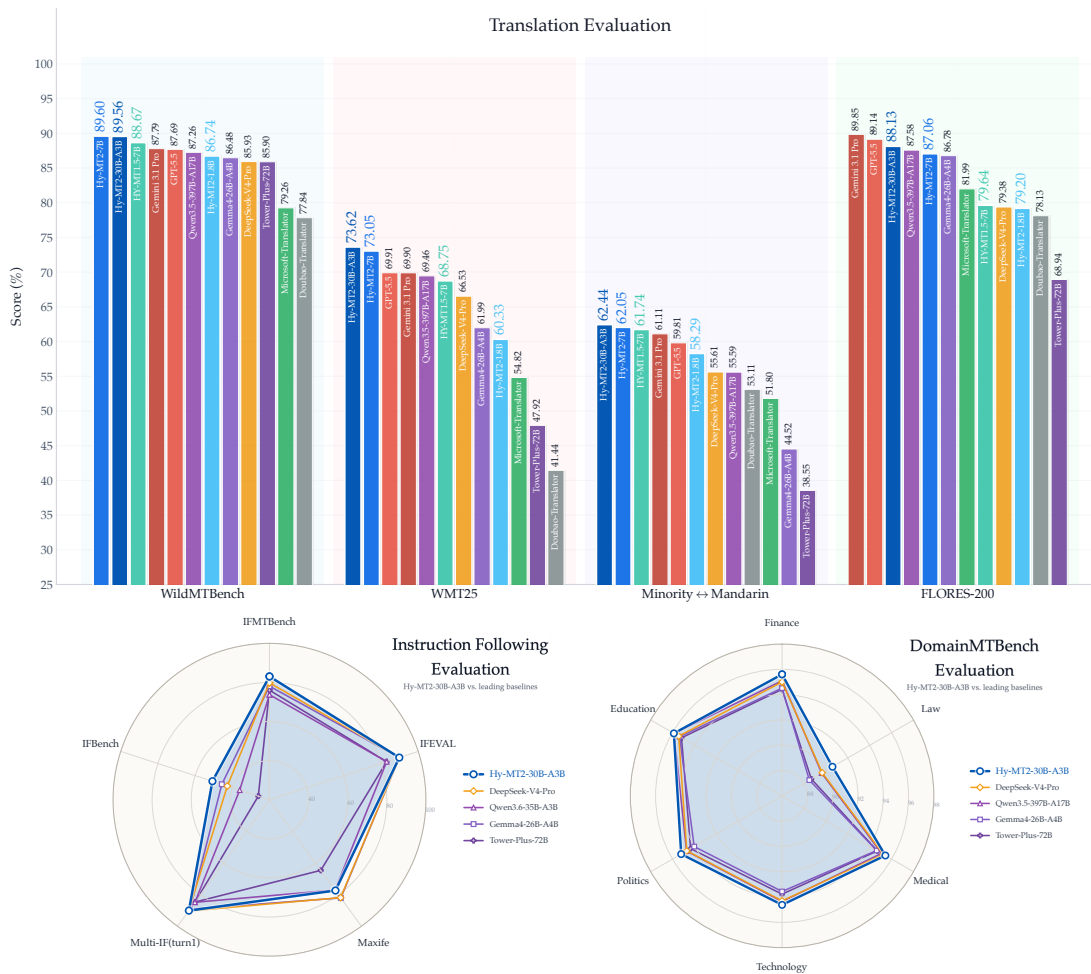 Translation Evaluation
Score (%)
100
95
90
85
80
75
70
65
60
55
50
45
40
35
30
25
89.60
Hy-MT2-7B
89.56
Hy-MT2-30B-A3B
88.67
HY-MT1.5-7B
87.79
Gemini 3.1 Pro
87.69
GPT-5.5
87.26
Qwen3.5-397B-A17B
86.74
Hy-MT2-1.8B
86.48
Gemma4-26B-A4B
85.93
DeepSeek-V4-Pro
85.90
Tower-Plus-72B
79.26
Microsoft-Translator
77.84
Doubao-Translator
WildMTBench
73.62
Hy-MT2-30B-A3B
73.05
Hy-MT2-7B
69.91
GPT-5.5
69.90
Gemini 3.1 Pro
69.46
Qwen3.5-397B-A17B
68.75
HY-MT1.5-7B
66.53
DeepSeek-V4-Pro
61.99
Gemma4-26B-A4B
60.33
Hy-MT2-1.8B
54.82
Microsoft-Translator
47.92
Tower-Plus-72B
41.44
Doubao-Translator
WMT25
62.44
Hy-MT2-30B-A3B
62.05
Hy-MT2-7B
61.74
HY-MT1.5-7B
61.11
Gemini 3.1 Pro
59.81
GPT-5.5
58.29
Hy-MT2-1.8B
55.61
DeepSeek-V4-Pro
55.59
Qwen3.5-397B-A17B
53.11
Doubao-Translator
51.80
Microsoft-Translator
44.52
Gemma4-26B-A4B
38.55
Tower-Plus-72B
Minority ↔ Mandarin
89.85
Gemini 3.1 Pro
89.14
GPT-5.5
88.13
Hy-MT2-30B-A3B
87.58
Qwen3.5-397B-A17B
87.06
Hy-MT2-7B
86.78
Gemma4-26B-A4B
81.99
Microsoft-Translator
79.64
HY-MT1.5-7B
79.38
DeepSeek-V4-Pro
79.20
Hy-MT2-1.8B
78.13
Doubao-Translator
68.94
Tower-Plus-72B
FLORES-200
Instruction Following
Evaluation
Hy-MT2-30B-A3B vs. leading baselines
IFMTBench
IFEVAL
Maxife
Multi-IF(turn1)
IFBench
40
60
80
100
Hy-MT2-30B-A3B
DeepSeek-V4-Pro
Qwen3.6-35B-A3B
Gemma4-26B-A4B
Tower-Plus-72B
DomainMTBench
Evaluation
Hy-MT2-30B-A3B vs. leading baselines
Finance
Law
Medical
Technology
Politics
Education
88
92
94
96
98
Hy-MT2-30B-A3B
DeepSeek-V4-Pro
Qwen3.5-397B-A17B
Gemma4-26B-A4B
Tower-Plus-72B